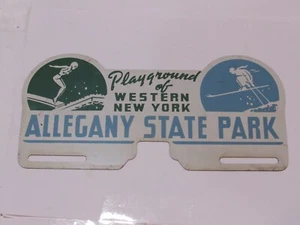 Playground
of
WESTERN
NEW YORK
ALLEGANY STATE PARK